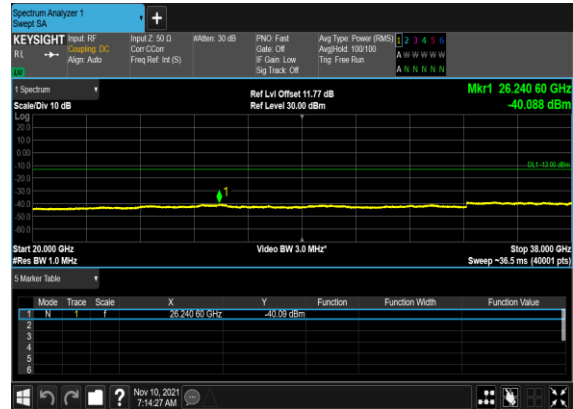 Spectrum Analyzer 1
Swept SA
+
KEYSIGHT Input: RF Input Z: 50 Ω #Atten: 30 dB PNO: Fast Avg Type: Power (RMS) 1 2 3 4 5 6
RL Coupling: DC Corr CCorr Gate: Off Avg|Hold: 100/100 A W W W W W
Align: Auto Freq Ref: Int (S) IF Gain: Low Trig: Free Run
Sig Track: Off A N N N N N
1 Spectrum Ref Lvl Offset 11.77 dB Mkr1 26.240 60 GHz
Scale/Div 10 dB Ref Level 30.00 dBm -40.088 dBm
Log
20.0
10.0
0.00
-10.0
DL1 -13.00 dBm
-20.0
-30.0
1
-40.0
-50.0
-60.0
Start 20.000 GHz Video BW 3.0 MHz* Stop 38.000 GHz
#Res BW 1.0 MHz Sweep ~36.5 ms (40001 pts)
5 Marker Table
Mode Trace Scale X Y Function Function Width Function Value
1 N 1 f 26.240 60 GHz -40.09 dBm
2
3
4
5
6
? Nov 10, 2021
7:14:27 AM